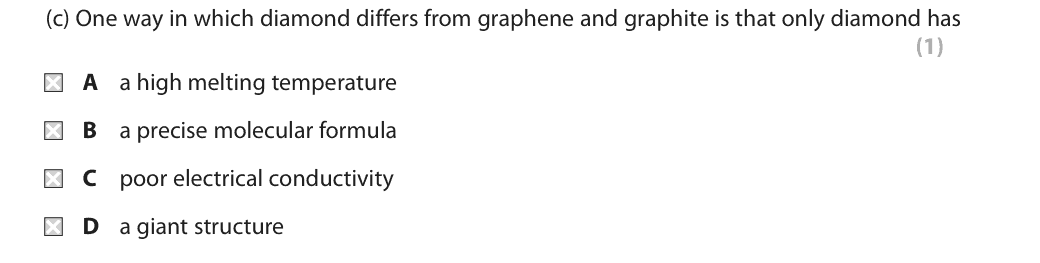 (c) One way in which diamond differs from graphene and graphite is that only diamond has
(1)
A a high melting temperature
B a precise molecular formula
C poor electrical conductivity
D a giant structure